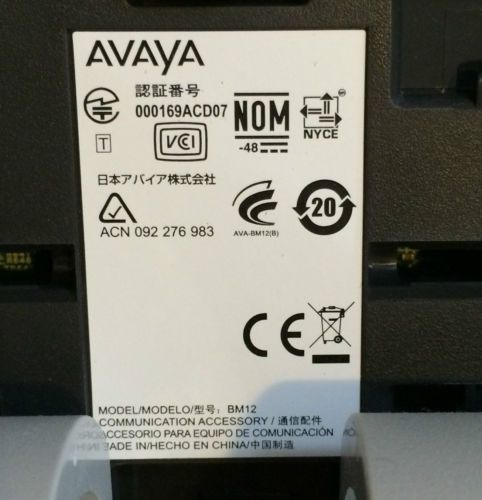 AVAYA
認証番号
000169ACD07
T
VCI
NOM
-48
NYCE
日本アバイア株式会社
ACN 092 276 983
AVA-BM12(B)
20
CE
MODEL/MODELO/型号: BM12
COMMUNICATION ACCESSORY / 通信配件
ACCESORIO PARA EQUIPO DE COMUNICACIÓN
MADE IN/HECHO EN CHINA/中国制造